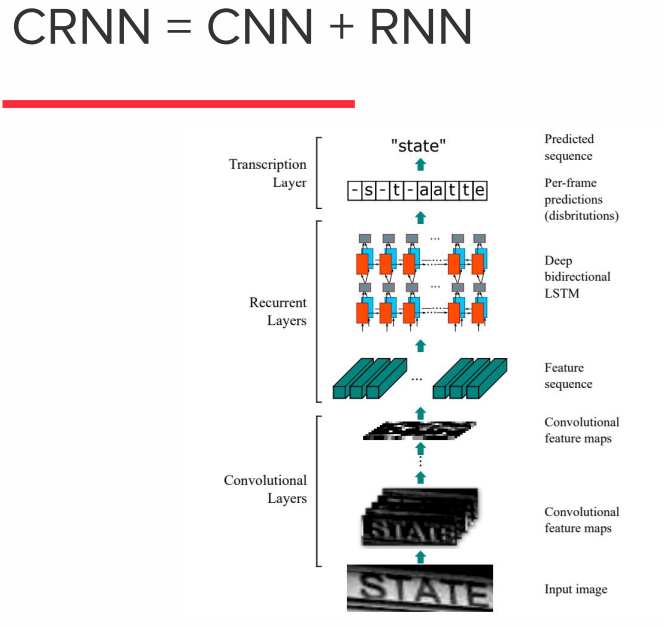 CRNN = CNN + RNN
"state"
Predicted
sequence
Transcription
Layer
- s - t - a a t t e
Per-frame
predictions
(disbritutions)
Deep
bidirectional
LSTM
Recurrent
Layers
...
Feature
sequence
Convolutional
feature maps
Convolutional
Layers
STATE
Convolutional
feature maps
STATE
Input image